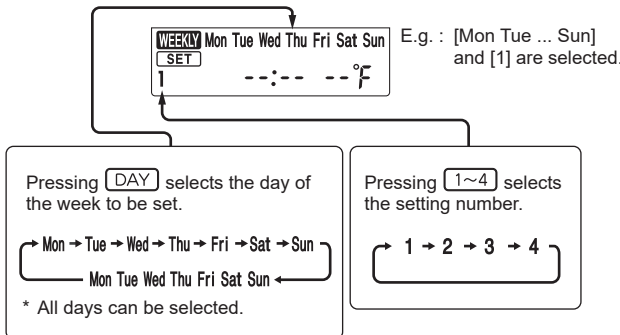 WEEKLY Mon Tue Wed Thu Fri Sat Sun
SET
1 --:-- --°F
E.g. : [Mon Tue ... Sun]
and [1] are selected.
Pressing DAY selects the day of
the week to be set.
Mon → Tue → Wed → Thu → Fri → Sat → Sun
Mon Tue Wed Thu Fri Sat Sun
* All days can be selected.
Pressing 1~4 selects
the setting number.
1 → 2 → 3 → 4